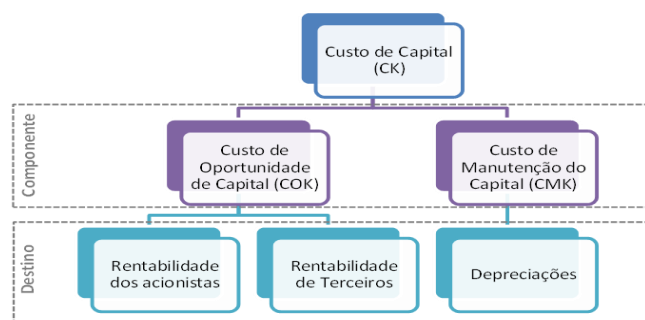 Custo de Capital
(CK)
Componente
Custo de
Oportunidade
de Capital (COK)
Custo de
Manutenção do
Capital (CMK)
Destino
Rentabilidade
dos acionistas
Rentabilidade
de Terceiros
Depreciações